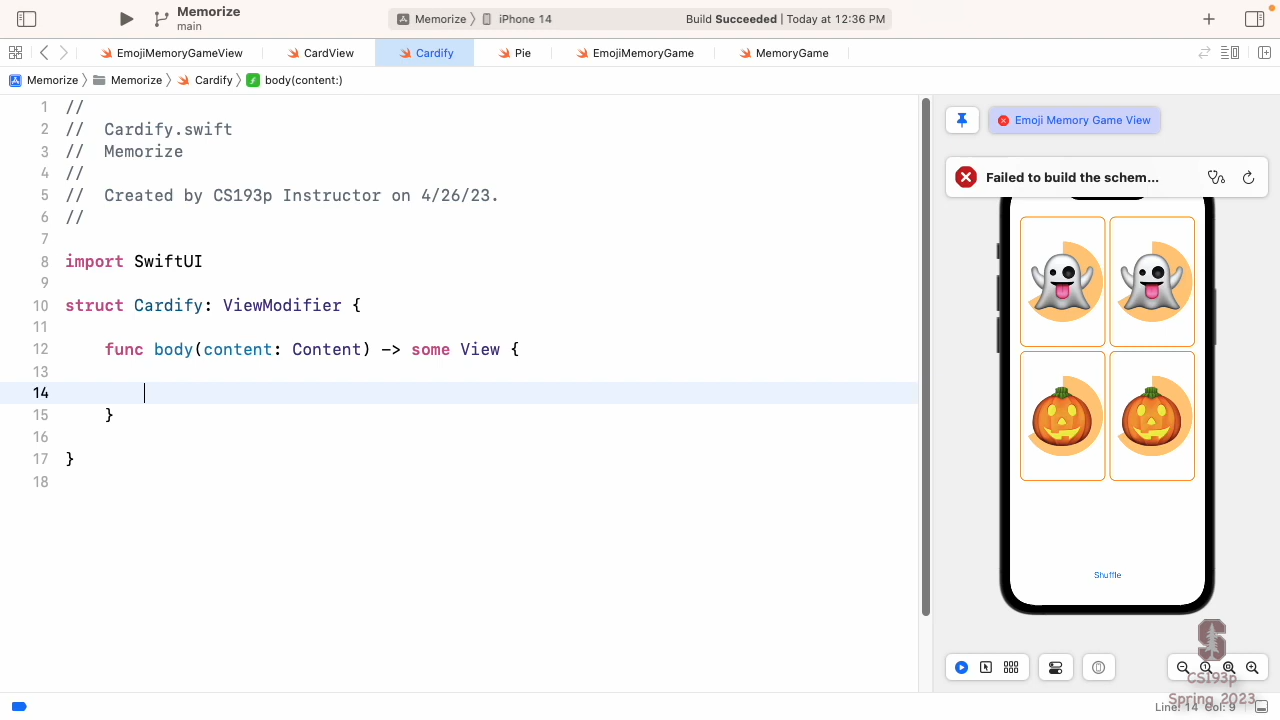 Memorize
main
Memorize 〉 iPhone 14
Build Succeeded | Today at 12:36 PM
EmojiMemoryGameView
CardView
Cardify
Pie
EmojiMemoryGame
MemoryGame
Memorize 〉 Memorize 〉 Cardify 〉 body(content:)
1 //
2 //  Cardify.swift
3 //  Memorize
4 //
5 //  Created by CS193p Instructor on 4/26/23.
6 //
7
8 import SwiftUI
9
10 struct Cardify: ViewModifier {
11
12     func body(content: Content) -> some View {
13
14
15     }
16
17 }
18
Emoji Memory Game View
Failed to build the schem...
Shuffle
CS193p
Spring 2023
Line: 14 Col: 9